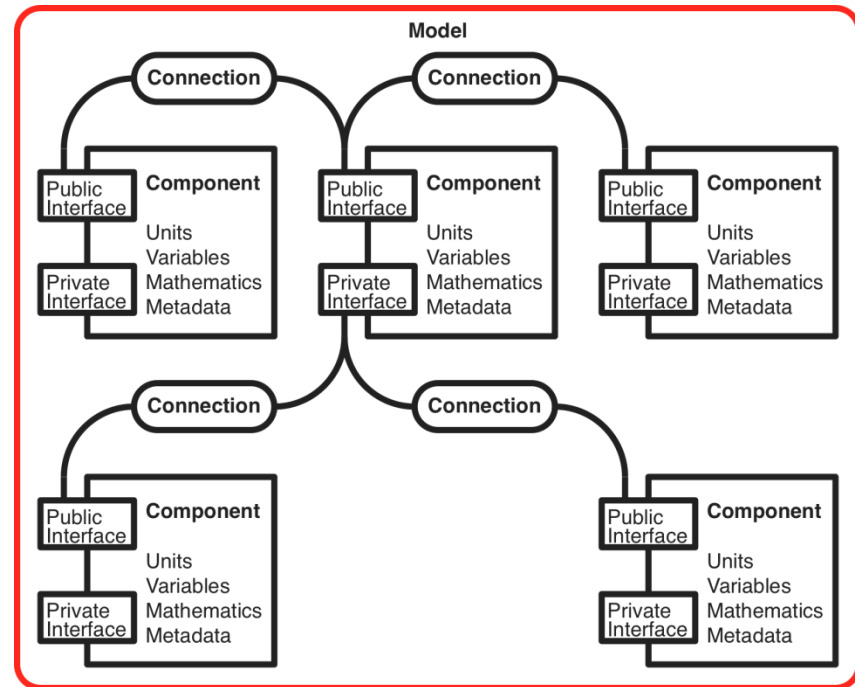 Model
Connection
Connection
Public
Interface
Component
Units
Variables
Private
Interface
Mathematics
Metadata
Public
Interface
Component
Units
Variables
Private
Interface
Mathematics
Metadata
Public
Interface
Component
Units
Variables
Private
Interface
Mathematics
Metadata
Connection
Connection
Public
Interface
Component
Units
Variables
Private
Interface
Mathematics
Metadata
Public
Interface
Component
Units
Variables
Private
Interface
Mathematics
Metadata